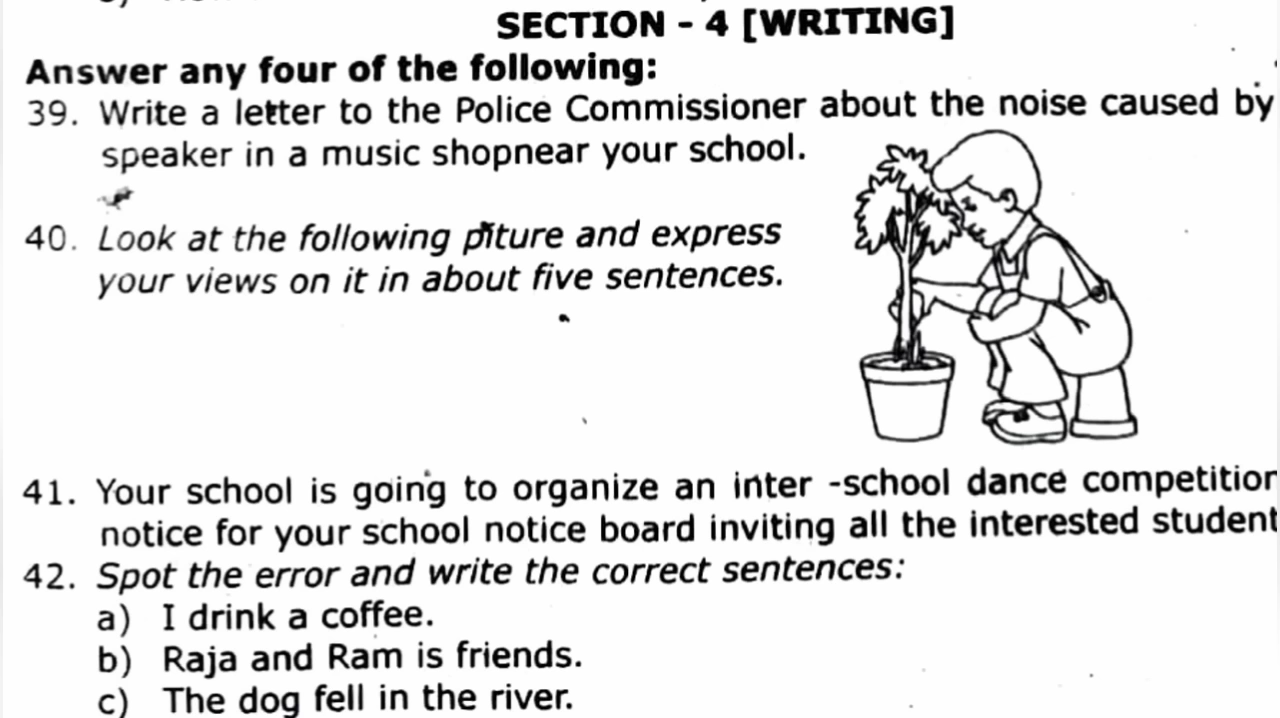 SECTION - 4 [WRITING]
Answer any four of the following:
39. Write a letter to the Police Commissioner about the noise caused by
speaker in a music shopnear your school.
40. Look at the following piture and express
your views on it in about five sentences.
41. Your school is going to organize an inter -school dance competition
notice for your school notice board inviting all the interested student
42. Spot the error and write the correct sentences:
a) I drink a coffee.
b) Raja and Ram is friends.
c) The dog fell in the river.